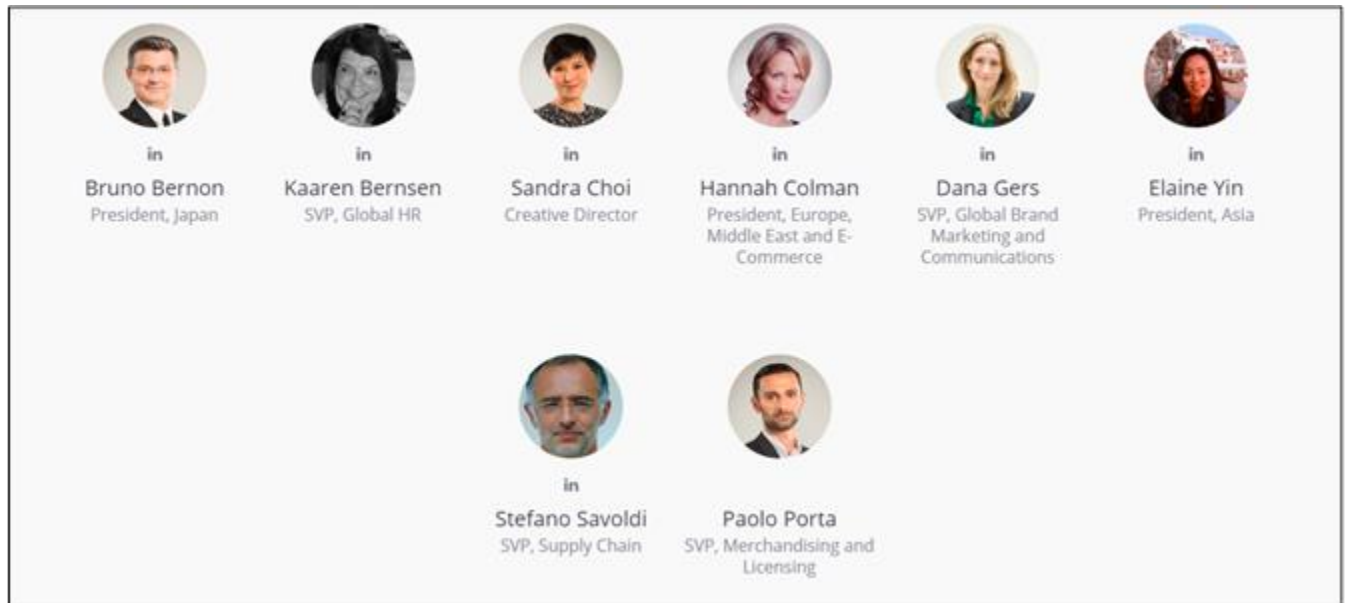 in
in
in
in
in
in
Bruno Bernon
Kaaren Bernsen
Sandra Choi
Hannah Colman
Dana Gers
Elaine Yin
President, Japan
SVP, Global HR
Creative Director
President, Europe,
Middle East and E-
Commerce
SVP, Global Brand
Marketing and
Communications
President, Asia
in
Stefano Savoldi
SVP, Supply Chain
Paolo Porta
SVP, Merchandising and
Licensing